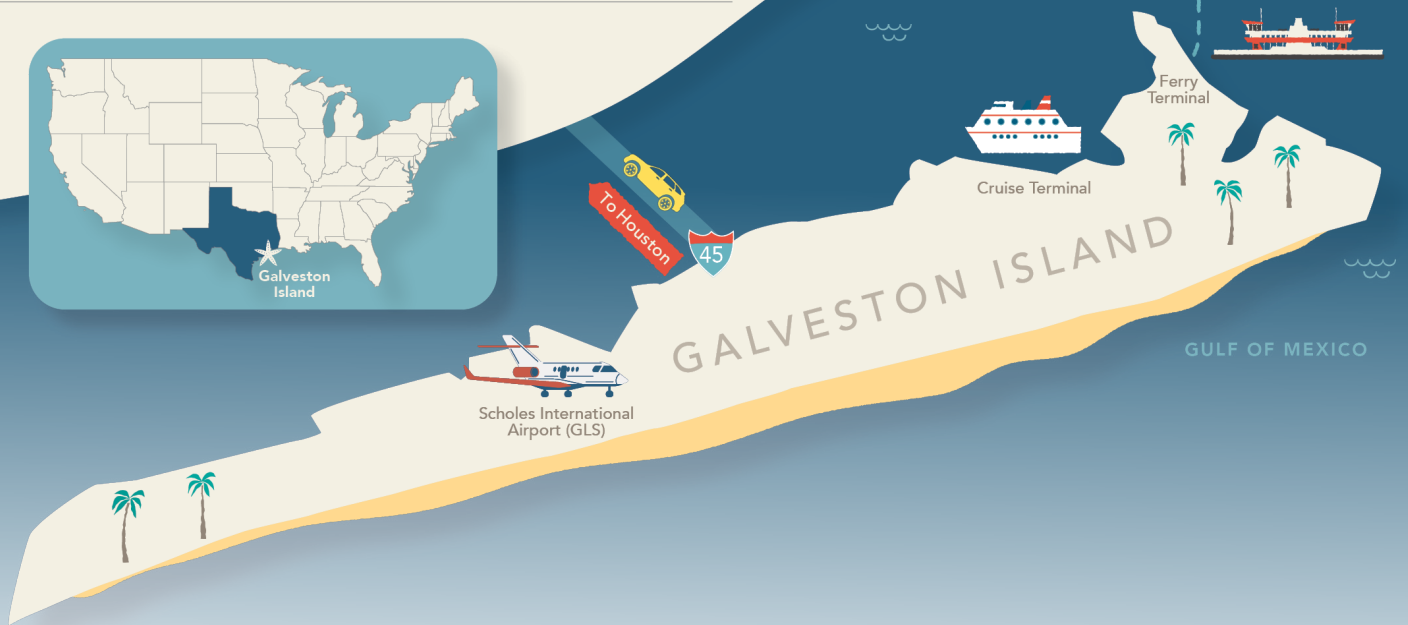 Galveston
Island
To Houston
45
Ferry
Terminal
Cruise Terminal
GALVESTON ISLAND
GULF OF MEXICO
Scholes International
Airport (GLS)